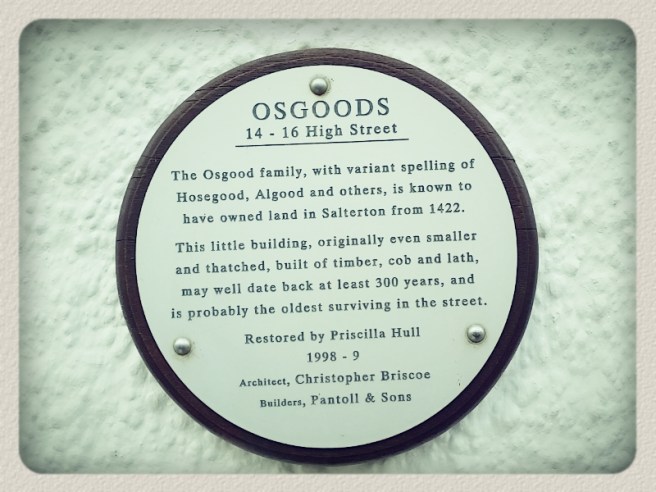 OSGOODS
14 - 16 High Street
The Osgood family, with variant spelling of
Hosegood, Algood and others, is known to
have owned land in Salterton from 1422.
This little building, originally even smaller
and thatched, built of timber, cob and lath,
may well date back at least 300 years, and
is probably the oldest surviving in the street.
Restored by Priscilla Hull
1998 - 9
Architect, Christopher Briscoe
Builders, Pantoll & Sons